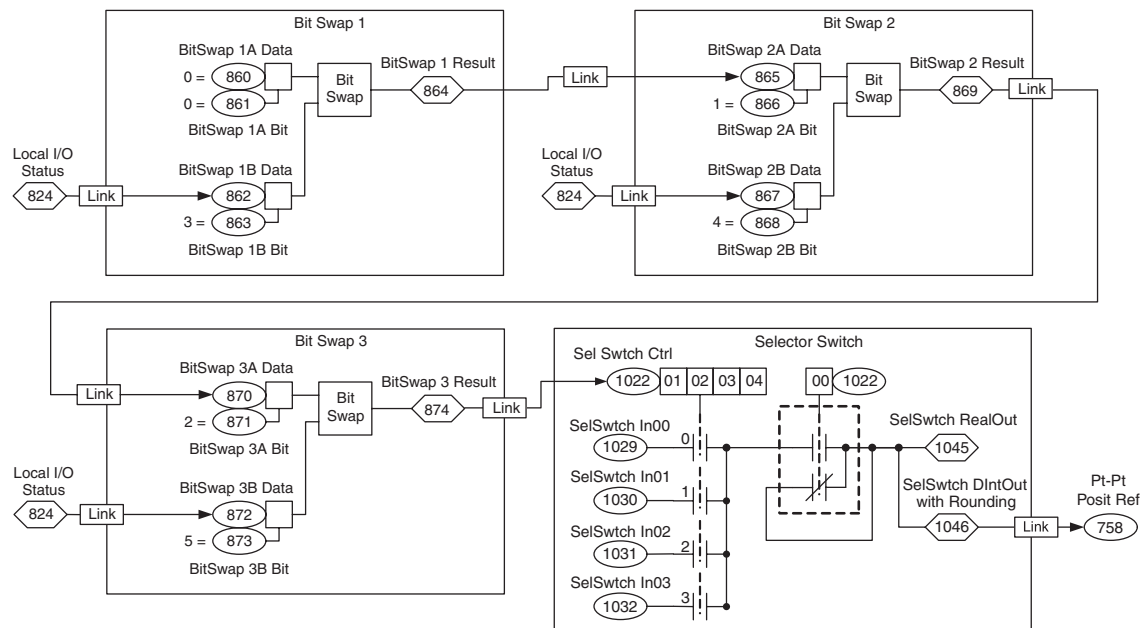 Bit Swap 1
BitSwap 1A Data
0 = 860
0 = 861
BitSwap 1A Bit
Bit
Swap
BitSwap 1 Result
864
Local I/O
Status
824
Link
BitSwap 1B Data
862
3 = 863
BitSwap 1B Bit
Link
Bit Swap 2
BitSwap 2A Data
865
1 = 866
BitSwap 2A Bit
Bit
Swap
BitSwap 2 Result
869
Link
Local I/O
Status
824
Link
BitSwap 2B Data
867
4 = 868
BitSwap 2B Bit
Bit Swap 3
Link
BitSwap 3A Data
870
2 = 871
BitSwap 3A Bit
Bit
Swap
BitSwap 3 Result
874
Link
Local I/O
Status
824
Link
BitSwap 3B Data
872
5 = 873
BitSwap 3B Bit
Selector Switch
Sel Swtch Ctrl
1022 01 02 03 04
00 1022
SelSwtch In00
1029
0
SelSwtch In01
1030
1
SelSwtch In02
1031
2
SelSwtch In03
1032
3
SelSwtch RealOut
1045
SelSwtch DIntOut
with Rounding
1046
Link
Pt-Pt
Posit Ref
758